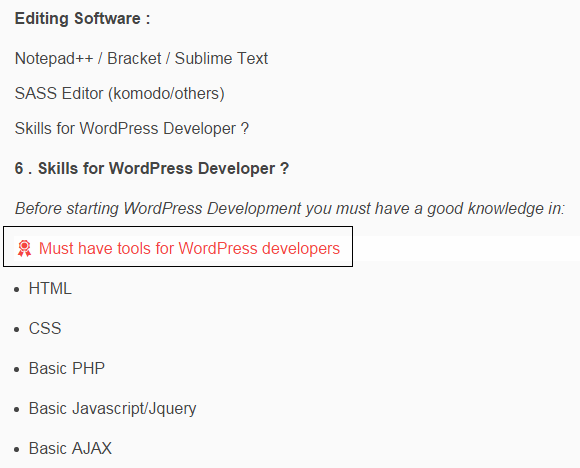 Editing Software :
Notepad++ / Bracket / Sublime Text
SASS Editor (komodo/others)
Skills for WordPress Developer ?
6 . Skills for WordPress Developer ?
Before starting WordPress Development you must have a good knowledge in:
Must have tools for WordPress developers
• HTML
• CSS
• Basic PHP
• Basic Javascript/Jquery
• Basic AJAX